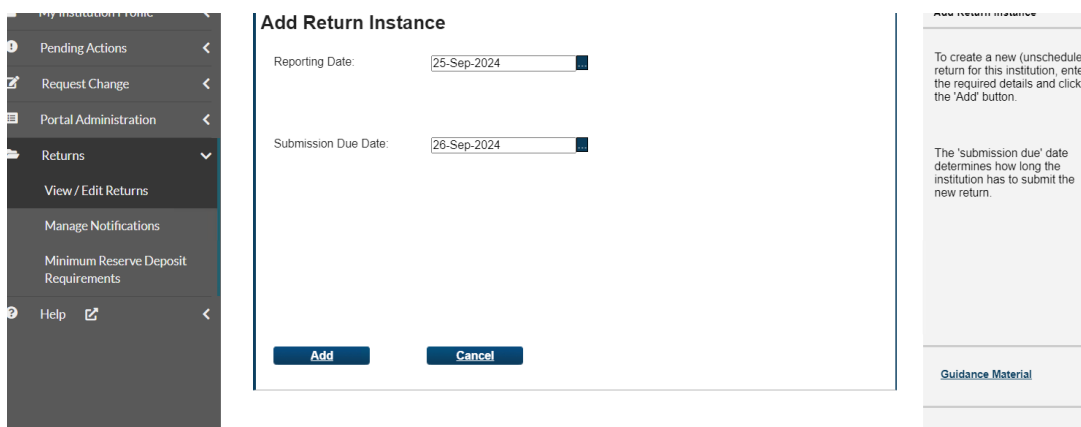 Pending Actions
Request Change
Portal Administration
Returns
View / Edit Returns
Manage Notifications
Minimum Reserve Deposit
Requirements
Help
Add Return Instance
Reporting Date:
25-Sep-2024
...
Submission Due Date:
26-Sep-2024
...
Add
Cancel
Add Return Instance
To create a new (unschedule
return for this institution, ente
the required details and click
the 'Add' button.
The 'submission due' date
determines how long the
institution has to submit the
new return.
Guidance Material